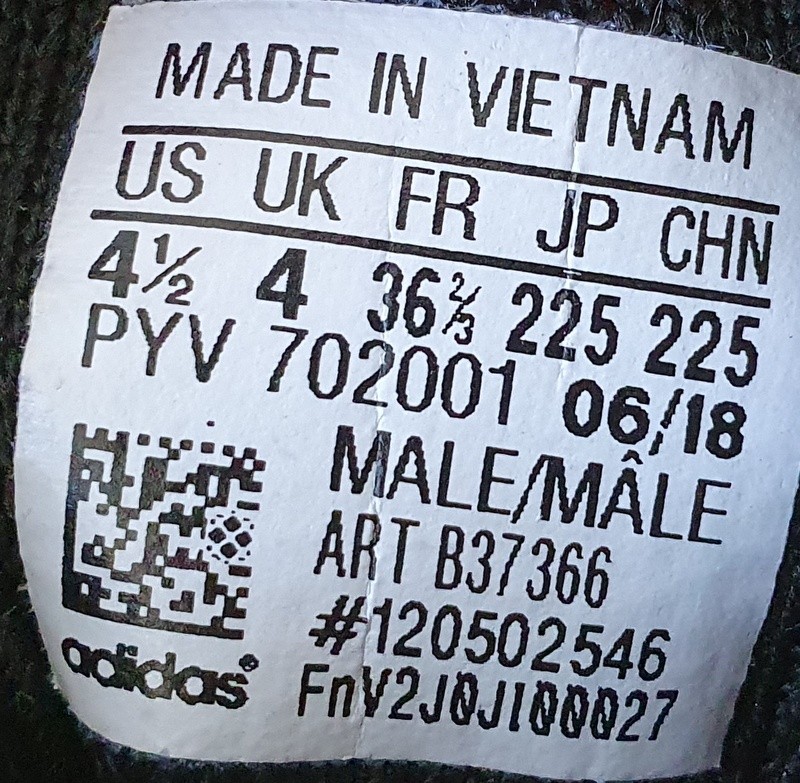 MADE IN VIETNAM
US UK FR JP CHN
4½ 4 36⅔ 225 225
PYV 702001 06/18
MALE/MÂLE
ART B37366
#120502546
FnV2J0JI00027
adidas®